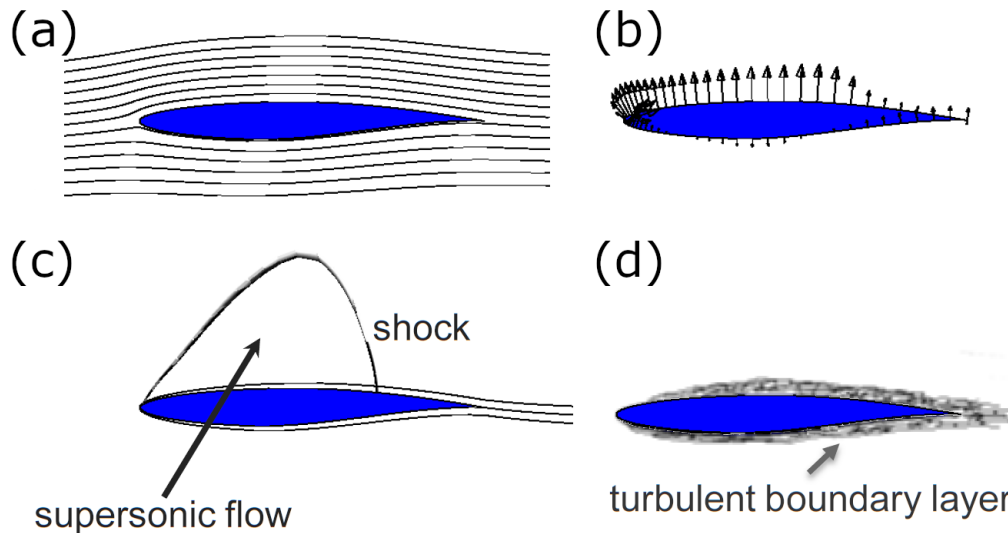 (a)
(b)
(c)
shock
supersonic flow
(d)
turbulent boundary layer